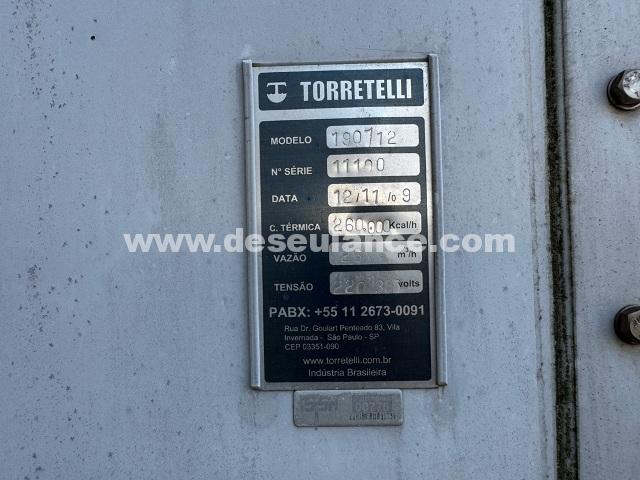 TORRETELLI
MODELO 190712
Nº SÉRIE 11100
DATA 12/11/09
C. TÉRMICA 260.000 Kcal/h
www.deseulance.com
VAZÃO m³/h
TENSÃO volts
PABX: +55 11 2673-0091
Rua Dr. Goulart Penteado 83, Vila
Invernada - São Paulo - SP
CEP 03351-090
www.torretelli.com.br
Indústria Brasileira